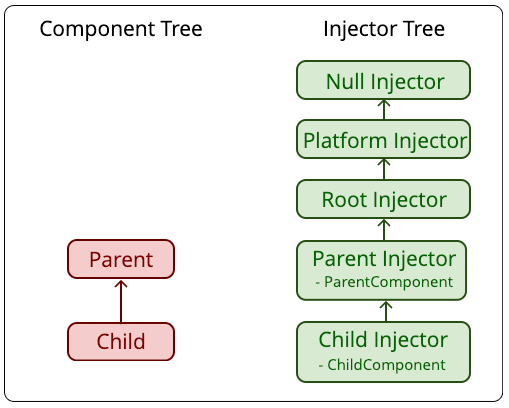 Component Tree
Injector Tree
Null Injector
Platform Injector
Root Injector
Parent
Parent Injector
- ParentComponent
Child
Child Injector
- ChildComponent